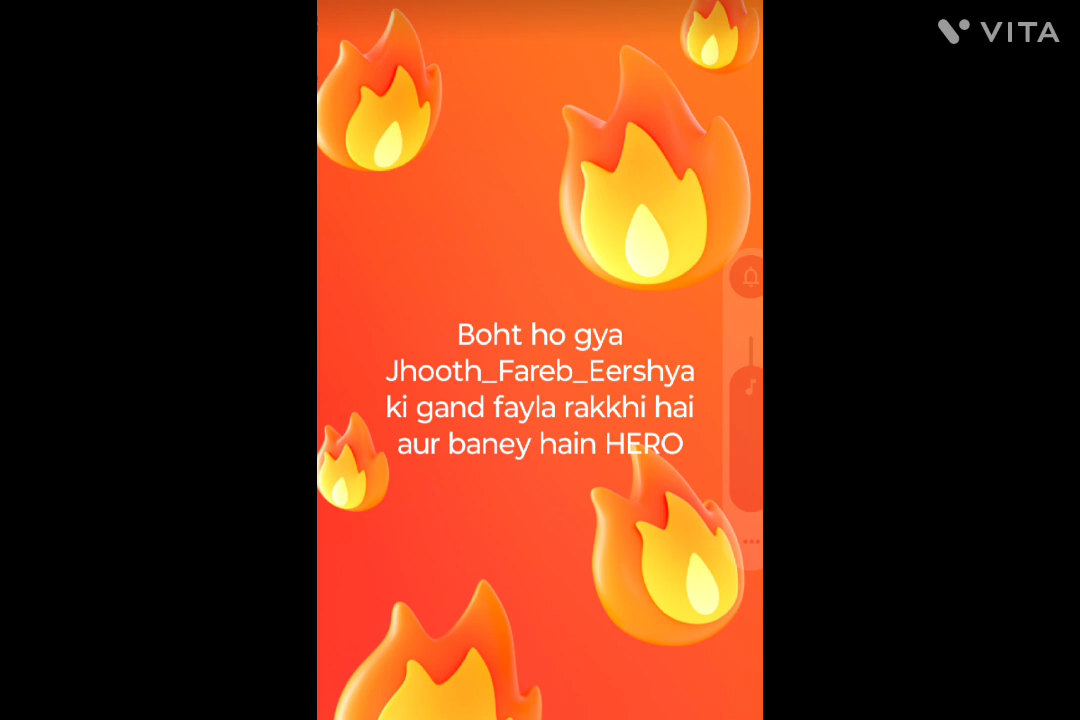 VITA
Boht ho gya
Jhooth_Fareb_Eershya
ki gand fayla rakkhi hai
aur baney hain HERO